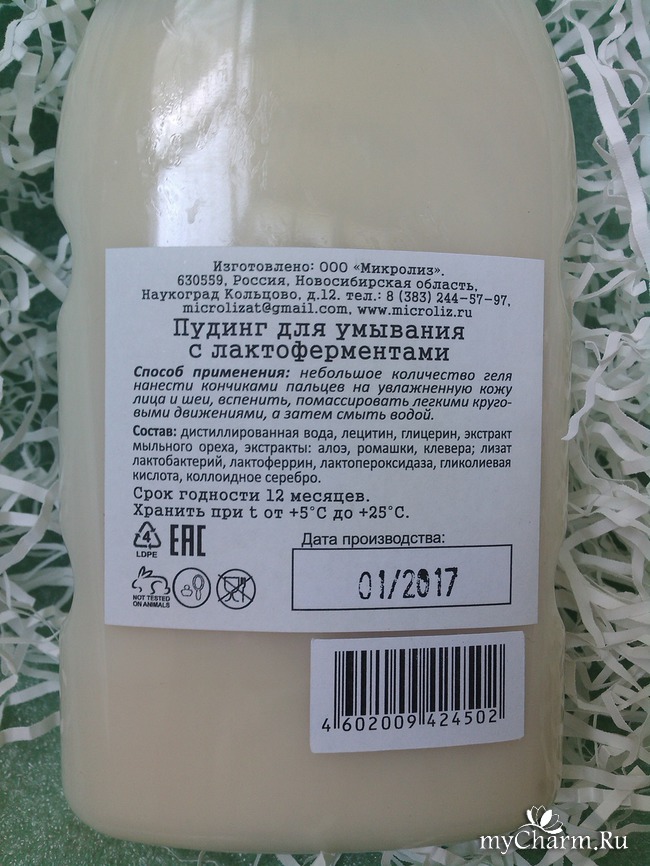 Изготовлено: ООО «Микролиз».
630559, Россия, Новосибирская область,
Наукоград Кольцово, д.12. тел.: 8 (383) 244-57-97,
microlizat@gmail.com, www.microliz.ru
Пудинг для умывания
с лактоферментами
Способ применения: небольшое количество геля
нанести кончиками пальцев на увлажненную кожу
лица и шеи, вспенить, помассировать легкими круго-
выми движениями, а затем смыть водой.
Состав: дистиллированная вода, лецитин, глицерин, экстракт
мыльного ореха, экстракты: алоэ, ромашки, клевера; лизат
лактобактерий, лактоферрин, лактопероксидаза, гликолиевая
кислота, коллоидное серебро.
Срок годности 12 месяцев.
Хранить при t от +5°С до +25°С.
4
LDPE
EAC
Дата производства:
01/2017
NOT TESTED
ON ANIMALS
4 602009 424502
myCharm.Ru